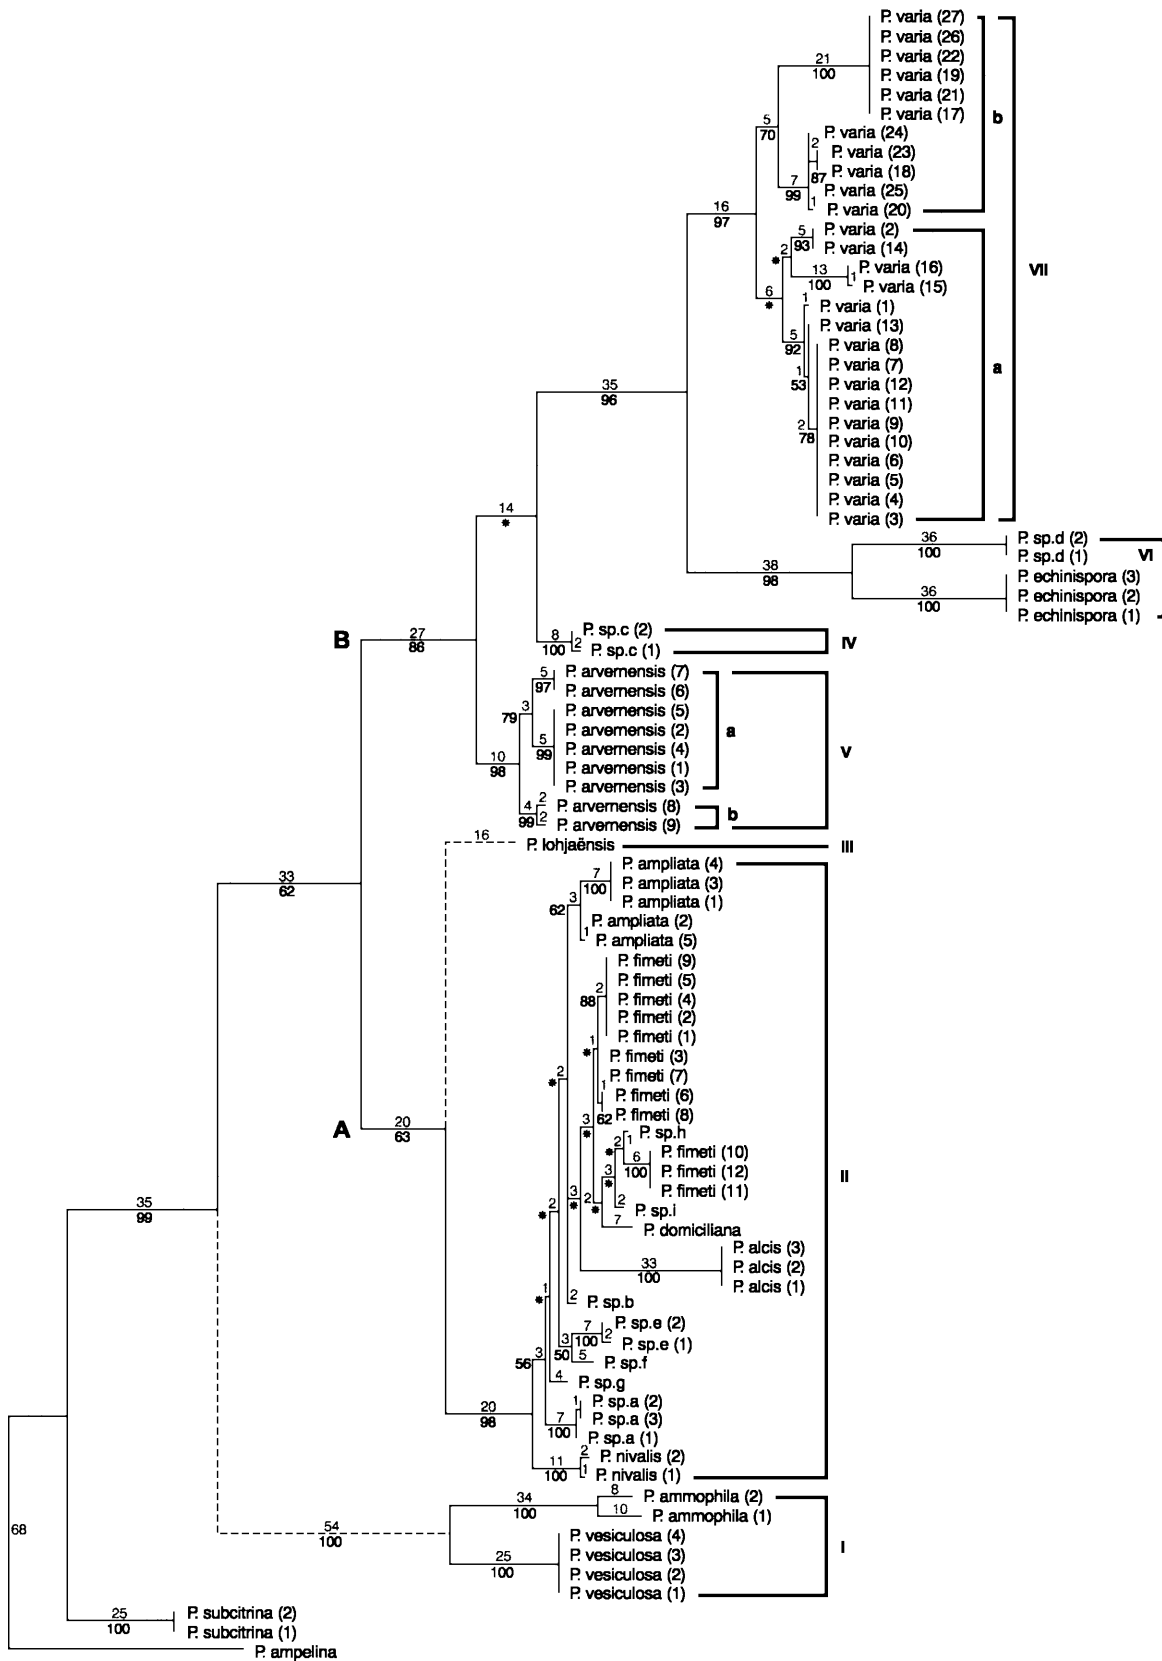 P. varia (27)
P. varia (26)
P. varia (22)
21
P. varia (19)
100
P. varia (21)
P. varia (17)
b
5
70
P. varia (24)
2
P. varia (23)
P. varia (18)
87
7
99
P. varia (25)
1
P. varia (20)
16
97
P. varia (2)
5
93
P. varia (14)
2
*
P. varia (16)
13
100
1
P. varia (15)
VII
6
*
1
P. varia (1)
P. varia (13)
5
92
P. varia (8)
P. varia (7)
a
1
53
P. varia (12)
P. varia (11)
35
96
P. varia (9)
2
78
P. varia (10)
P. varia (6)
P. varia (5)
P. varia (4)
P. varia (3)
14
*
36
100
P. sp.d (2)
P. sp.d (1)
VI
38
98
P. echinispora (3)
36
100
P. echinispora (2)
P. echinispora (1)
B
27
86
8
100
P. sp.c (2)
2
P. sp.c (1)
IV
5
97
P. arvernensis (7)
P. arvernensis (6)
3
79
P. arvernensis (5)
P. arvernensis (2)
a
5
99
P. arvernensis (4)
V
10
98
P. arvernensis (1)
P. arvernensis (3)
4
99
2
P. arvernensis (8)
b
2
P. arvernensis (9)
16
P. lohjaënsis
III
33
62
P. ampliata (4)
7
100
P. ampliata (3)
P. ampliata (1)
3
62
P. ampliata (2)
1
P. ampliata (5)
P. fimeti (9)
P. fimeti (5)
2
88
P. fimeti (4)
P. fimeti (2)
P. fimeti (1)
1
*
P. fimeti (3)
P. fimeti (7)
2
*
1
P. fimeti (6)
62
P. fimeti (8)
A
20
63
3
*
P. sp.h
2
*
1
P. fimeti (10)
6
100
P. fimeti (12)
II
3
*
P. fimeti (11)
3
*
2
*
2
P. sp.i
2
*
7
P. domiciliana
35
99
P. alcis (3)
33
100
P. alcis (2)
P. alcis (1)
1
*
2
P. sp.b
7
100
P. sp.e (2)
2
P. sp.e (1)
3
50
5
P. sp.f
3
56
4
P. sp.g
20
98
1
P. sp.a (2)
7
100
P. sp.a (3)
P. sp.a (1)
11
100
2
P. nivalis (2)
1
P. nivalis (1)
34
100
8
P. ammophila (2)
10
P. ammophila (1)
54
100
P. vesiculosa (4)
I
25
100
P. vesiculosa (3)
P. vesiculosa (2)
P. vesiculosa (1)
68
25
100
P. subcitrina (2)
P. subcitrina (1)
P. ampelina